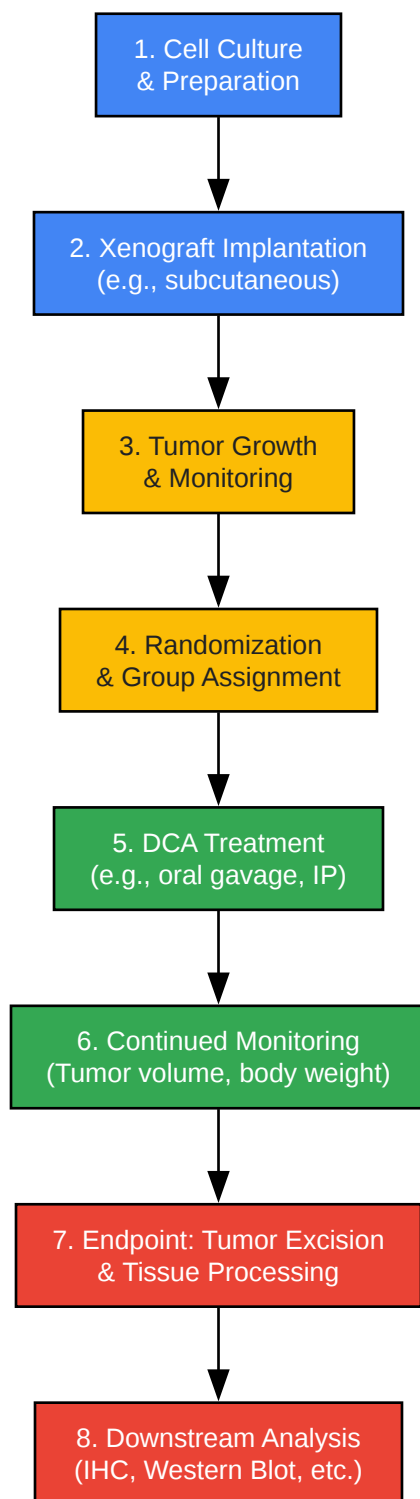 1. Cell Culture
& Preparation
2. Xenograft Implantation
(e.g., subcutaneous)
3. Tumor Growth
& Monitoring
4. Randomization
& Group Assignment
5. DCA Treatment
(e.g., oral gavage, IP)
6. Continued Monitoring
(Tumor volume, body weight)
7. Endpoint: Tumor Excision
& Tissue Processing
8. Downstream Analysis
(IHC, Western Blot, etc.)